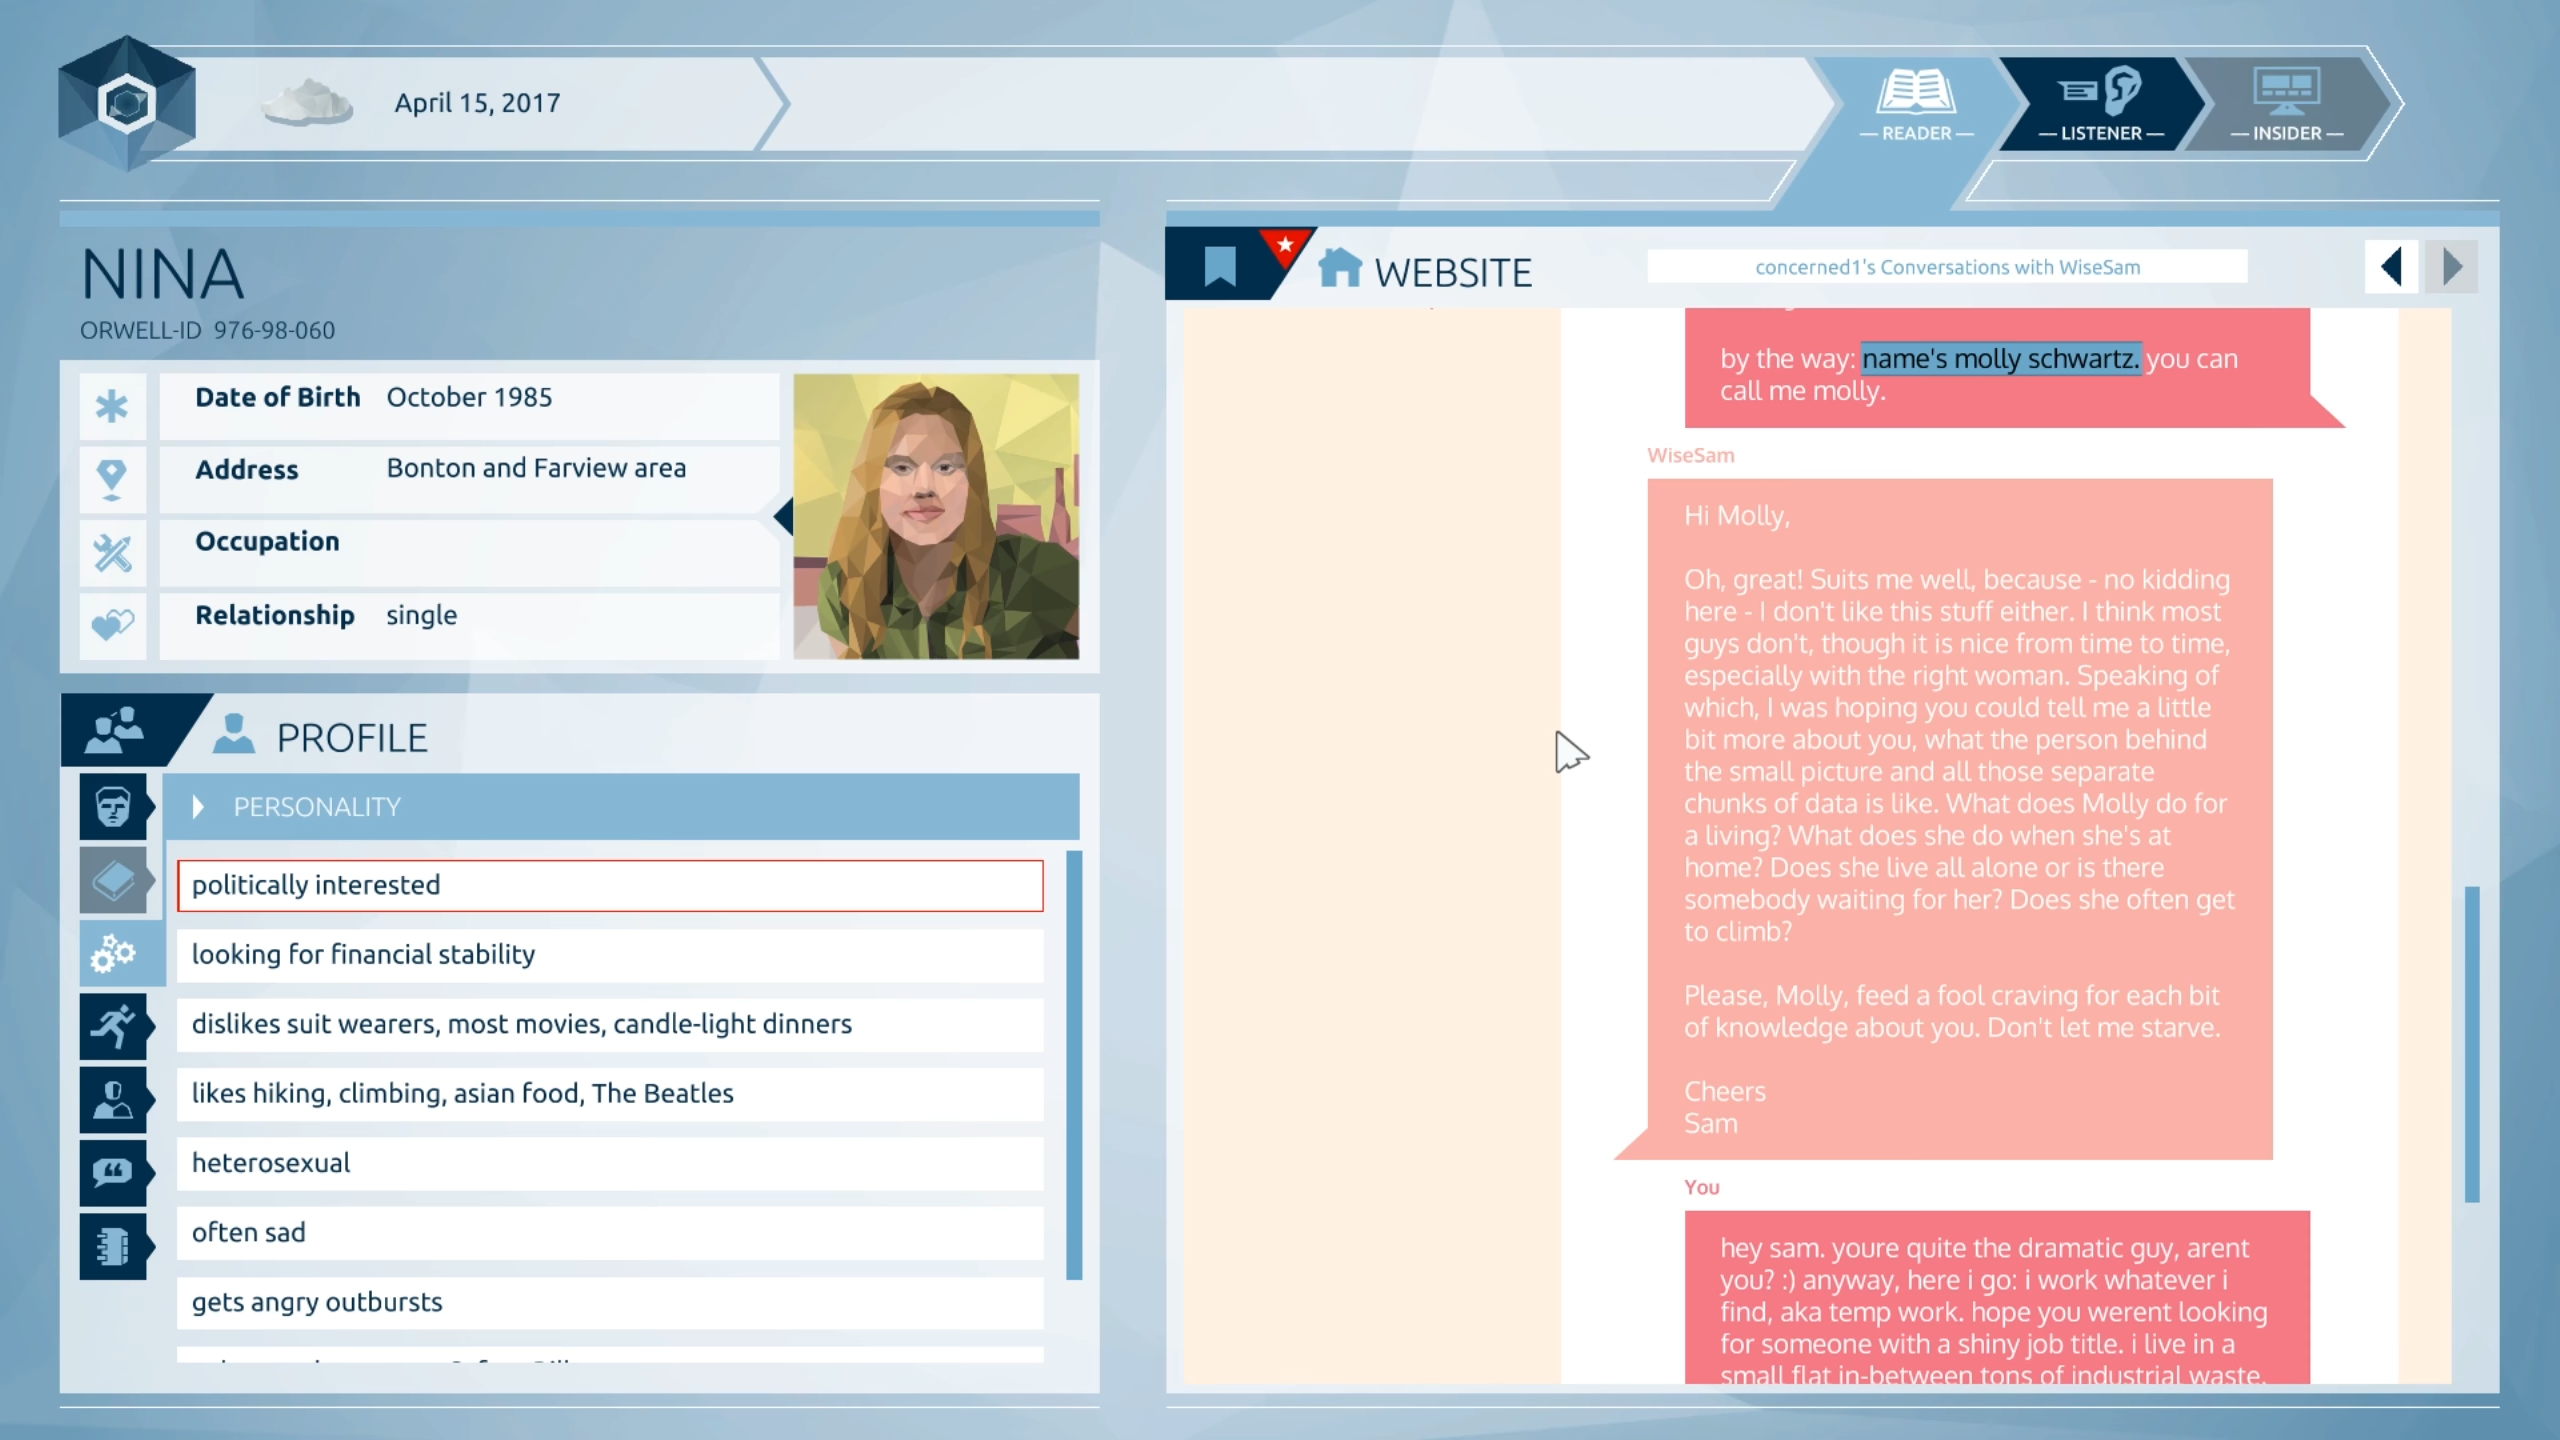 April 15, 2017
READER
LISTENER
INSIDER
NINA
ORWELL-ID 976-98-060
Date of Birth October 1985
Address Bonton and Farview area
Occupation
Relationship single
PROFILE
PERSONALITY
politically interested
looking for financial stability
dislikes suit wearers, most movies, candle-light dinners
likes hiking, climbing, asian food, The Beatles
heterosexual
often sad
gets angry outbursts
WEBSITE
concerned1's Conversations with WiseSam
by the way: name's molly schwartz. you can
call me molly.
WiseSam
Hi Molly,
Oh, great! Suits me well, because - no kidding
here - I don't like this stuff either. I think most
guys don't, though it is nice from time to time,
especially with the right woman. Speaking of
which, I was hoping you could tell me a little
bit more about you, what the person behind
the small picture and all those separate
chunks of data is like. What does Molly do for
a living? What does she do when she's at
home? Does she live all alone or is there
somebody waiting for her? Does she often get
to climb?
Please, Molly, feed a fool craving for each bit
of knowledge about you. Don't let me starve.
Cheers
Sam
You
hey sam. youre quite the dramatic guy, arent
you? :) anyway, here i go: i work whatever i
find, aka temp work. hope you werent looking
for someone with a shiny job title. i live in a
small flat in-between tons of industrial waste.